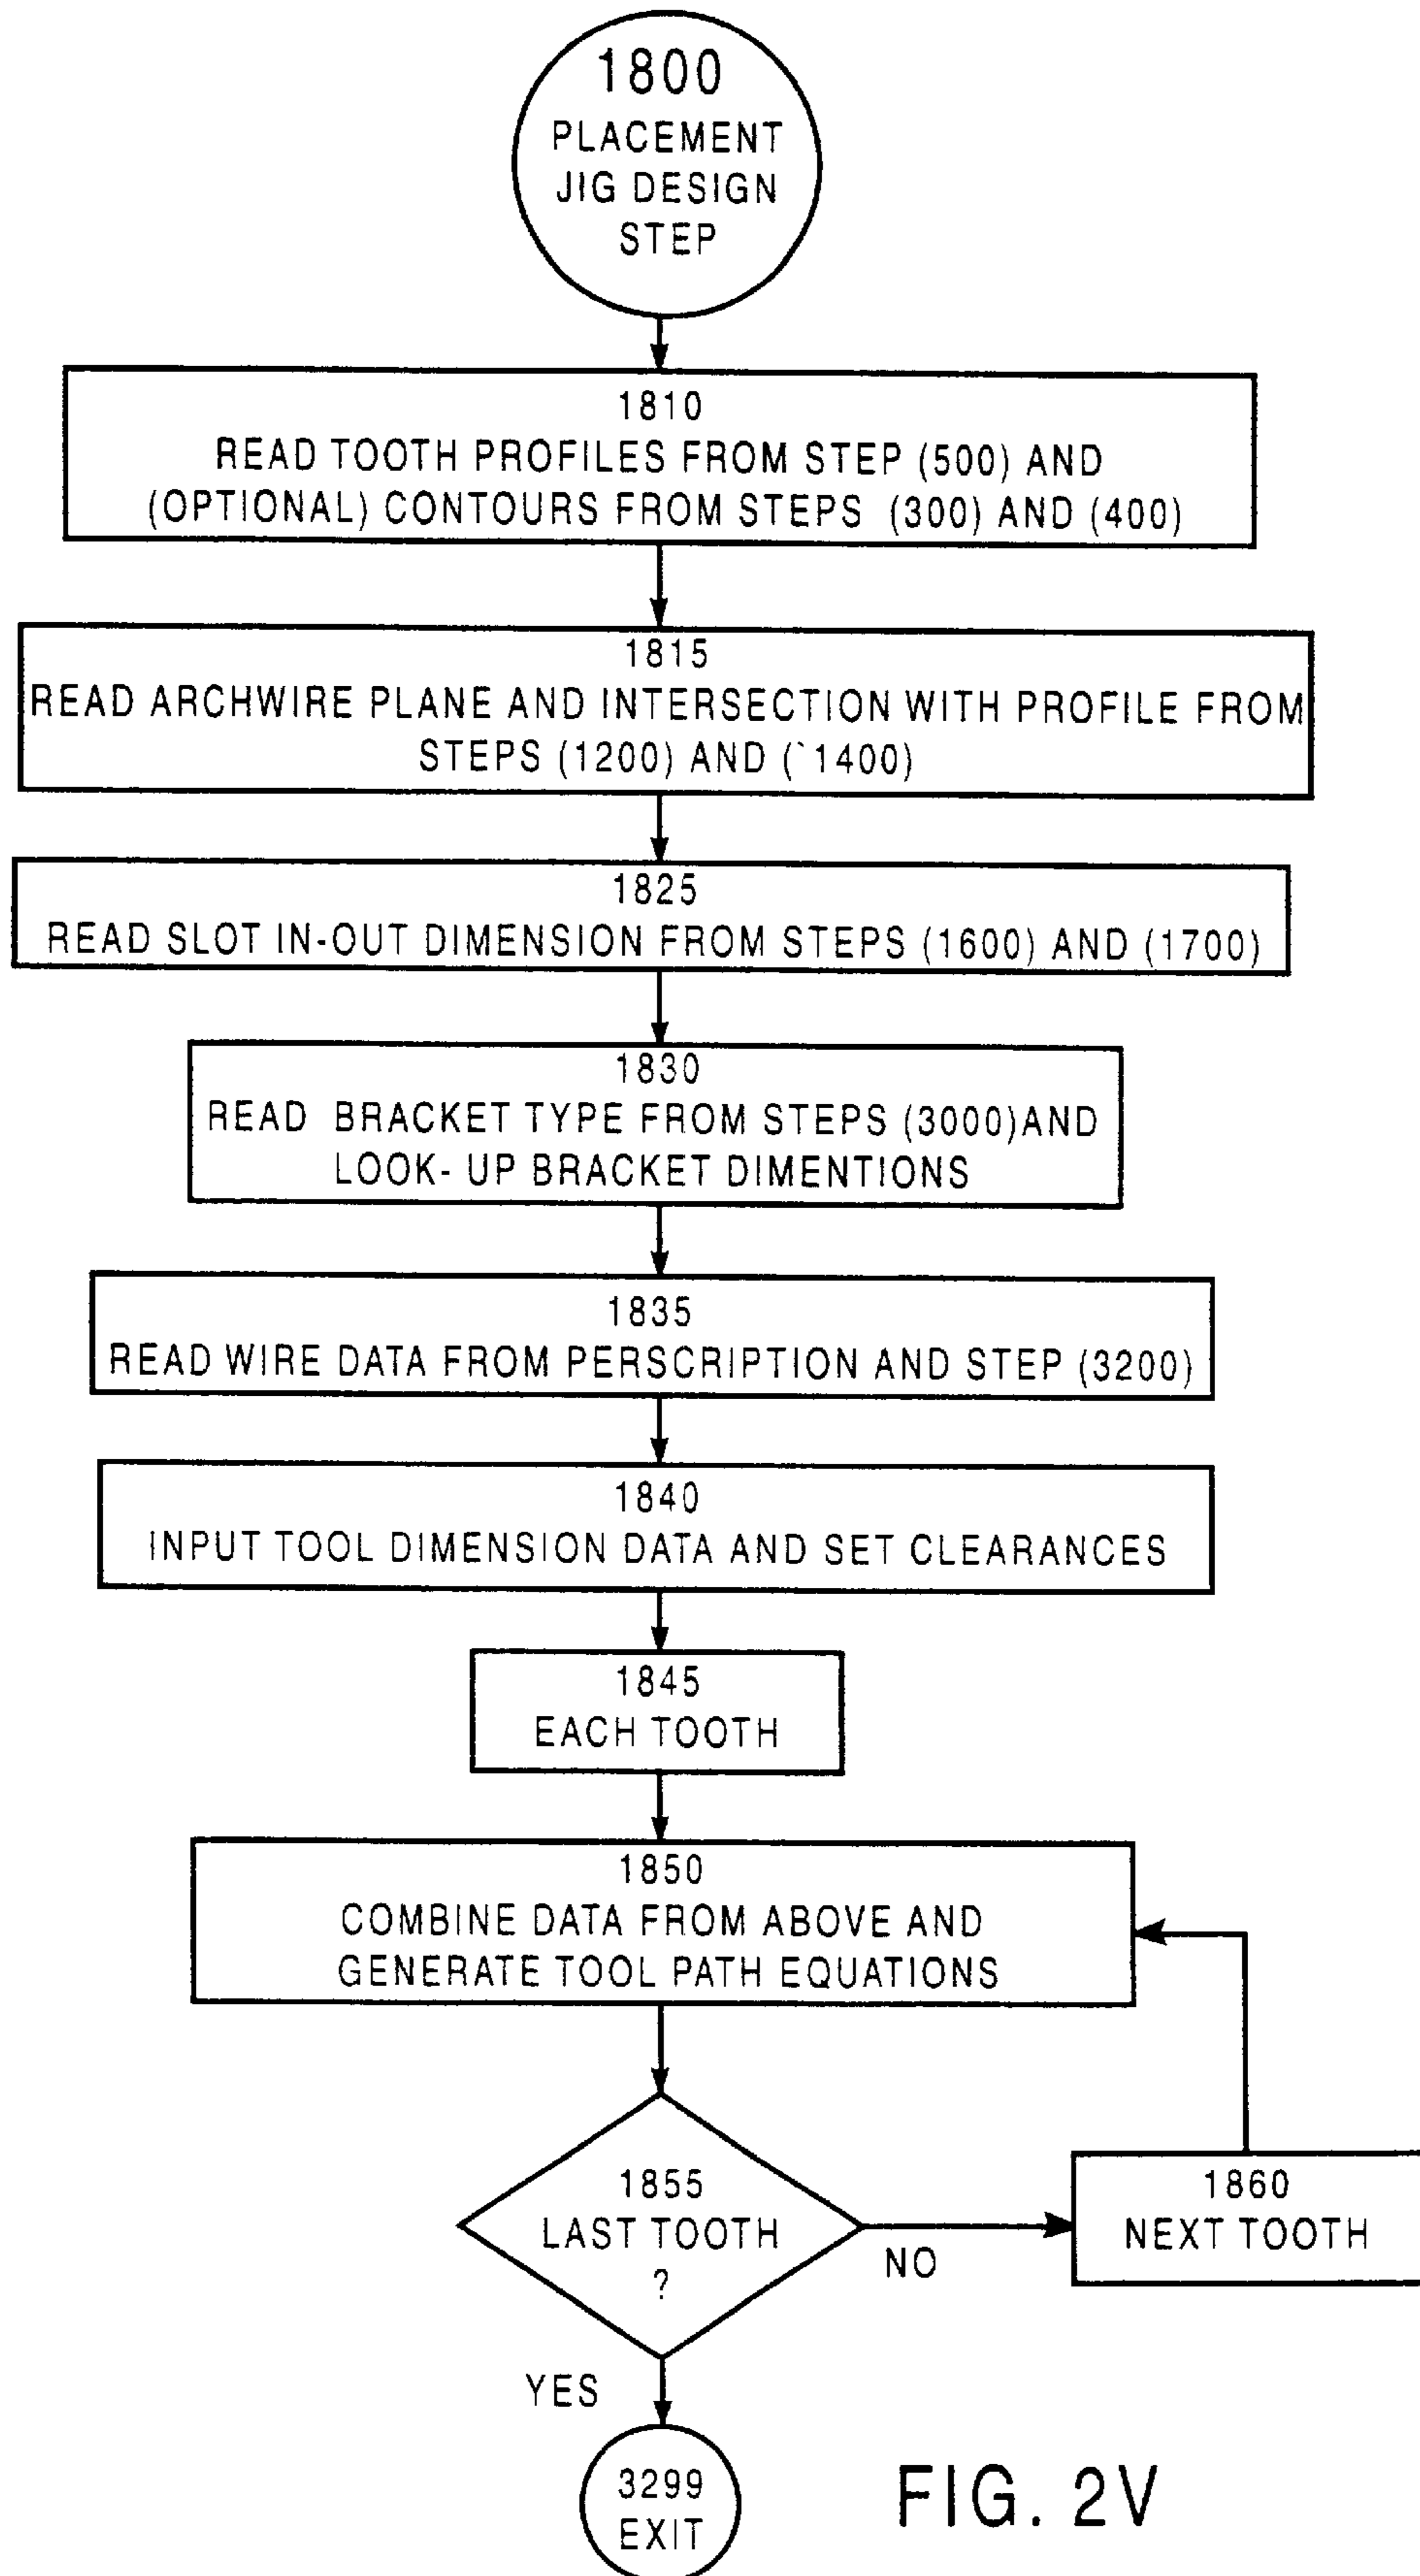 1800
PLACEMENT
JIG DESIGN
STEP
1810
READ TOOTH PROFILES FROM STEP (500) AND
(OPTIONAL) CONTOURS FROM STEPS (300) AND (400)
1815
READ ARCHWIRE PLANE AND INTERSECTION WITH PROFILE FROM
STEPS (1200) AND (`1400)
1825
READ SLOT IN-OUT DIMENSION FROM STEPS (1600) AND (1700)
1830
READ BRACKET TYPE FROM STEPS (3000)AND
LOOK- UP BRACKET DIMENTIONS
1835
READ WIRE DATA FROM PERSCRIPTION AND STEP (3200)
1840
INPUT TOOL DIMENSION DATA AND SET CLEARANCES
1845
EACH TOOTH
1850
COMBINE DATA FROM ABOVE AND
GENERATE TOOL PATH EQUATIONS
1855
LAST TOOTH
?
NO
1860
NEXT TOOTH
YES
3299
EXIT
FIG. 2V